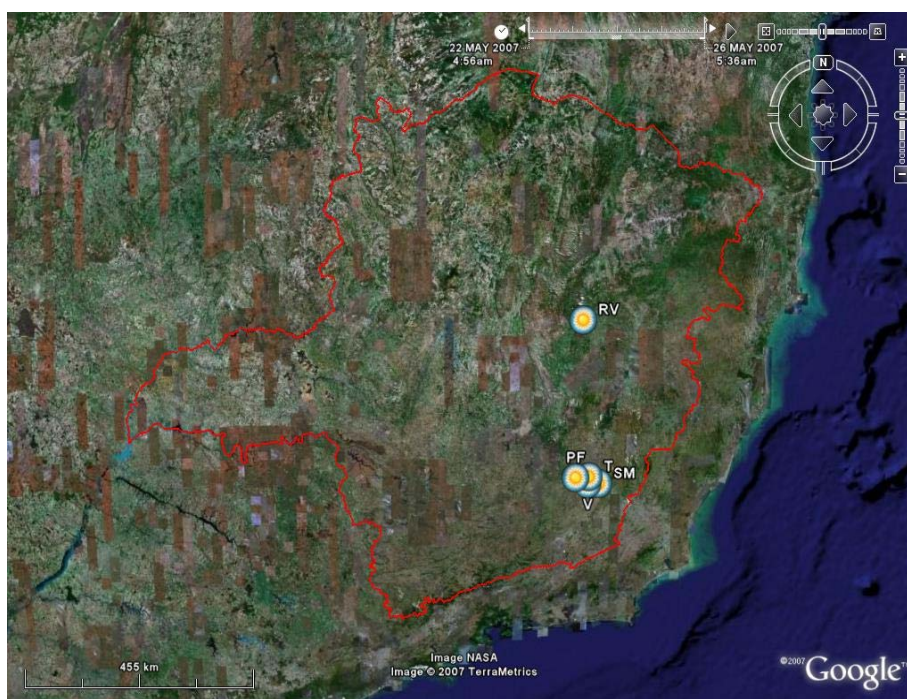 22 MAY 2007
4:56am
26 MAY 2007
5:36am
N
RV
PF
T SM
V
455 km
Image NASA
Image © 2007 TerraMetrics
©2007 Google™